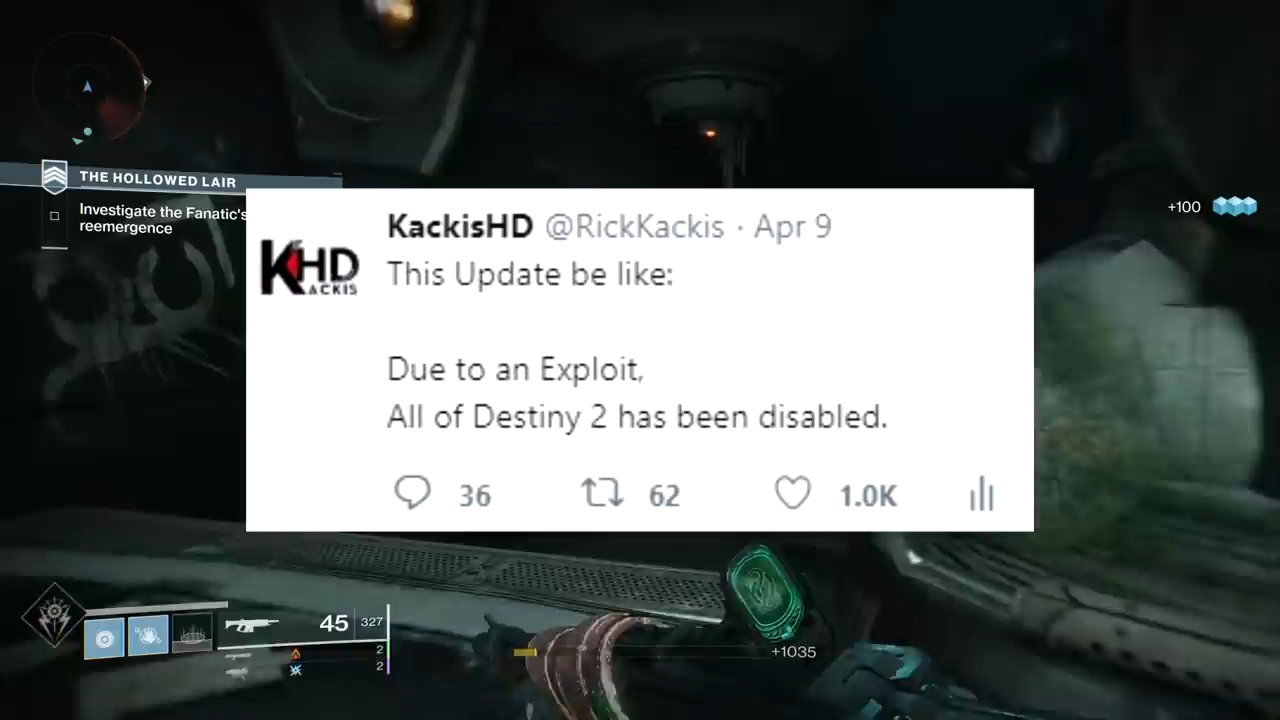 THE HOLLOWED LAIR
Investigate the Fanatic's
reemergence
+100
KackisHD @RickKackis · Apr 9
KHD
KACKIS
This Update be like:
Due to an Exploit,
All of Destiny 2 has been disabled.
36 62 1.0K
45 327
2
2
+1035